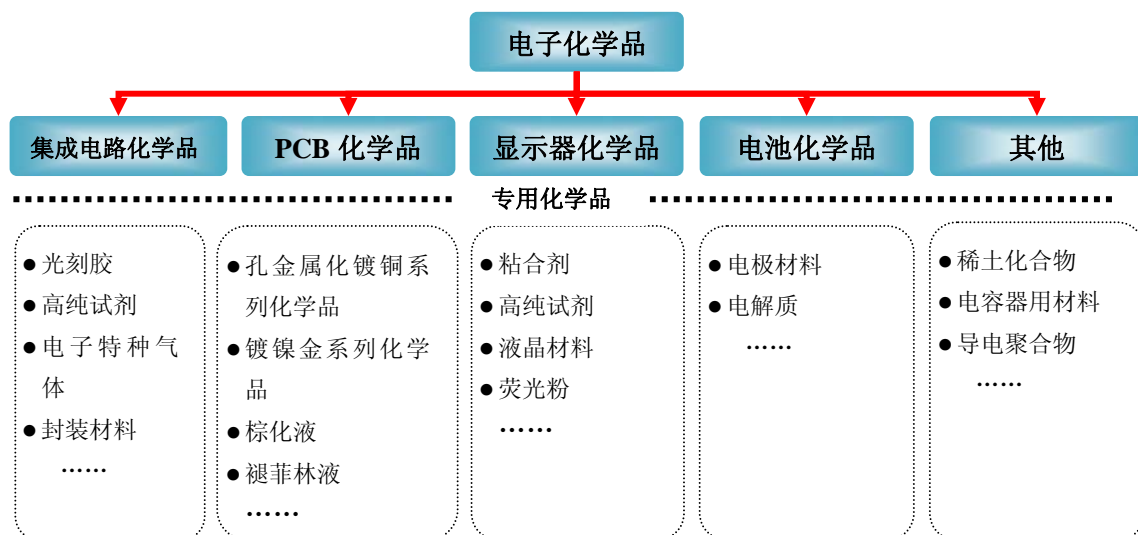 电子化学品
集成电路化学品
PCB 化学品
显示器化学品
电池化学品
其他
专用化学品
●光刻胶
●高纯试剂
●电子特种气
体
●封装材料
……
●孔金属化镀铜系
列化学品
●镀镍金系列化学
品
●棕化液
●褪菲林液
……
●粘合剂
●高纯试剂
●液晶材料
●荧光粉
……
●电极材料
●电解质
……
●稀土化合物
●电容器用材料
●导电聚合物
……